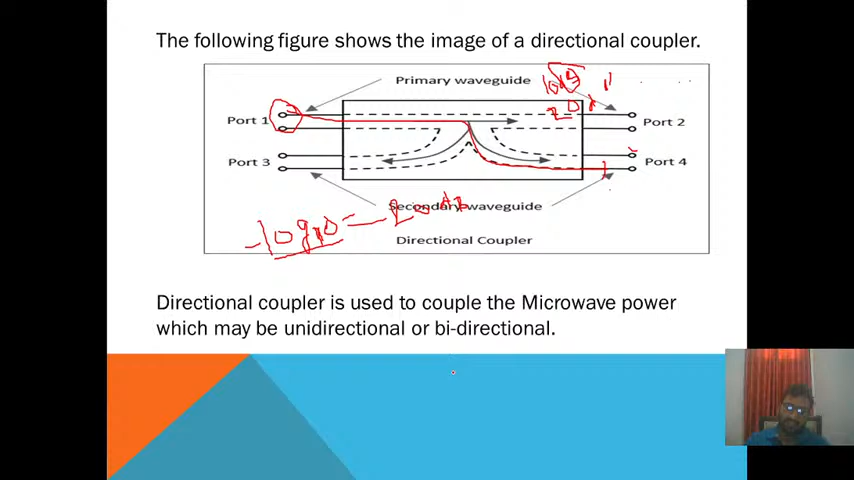 The following figure shows the image of a directional coupler.
Primary waveguide
Port 1
Port 2
Port 3
Port 4
Secondary waveguide
Directional Coupler
Directional coupler is used to couple the Microwave power
which may be unidirectional or bi-directional.